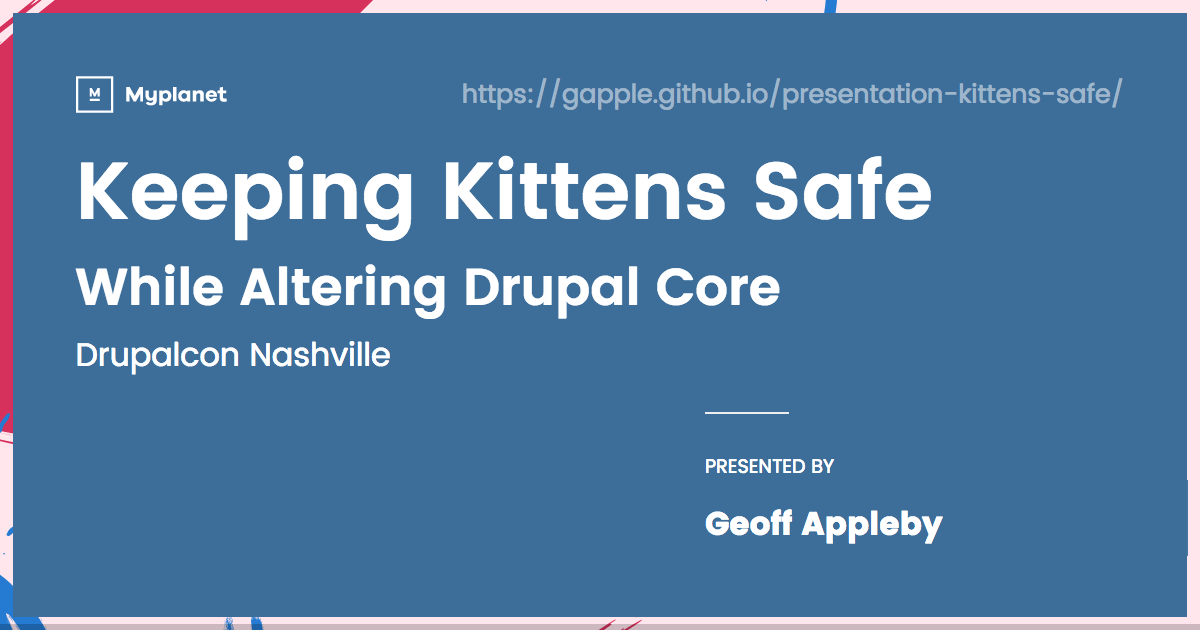 M Myplanet
https://gapple.github.io/presentation-kittens-safe/
Keeping Kittens Safe
While Altering Drupal Core
Drupalcon Nashville
PRESENTED BY
Geoff Appleby